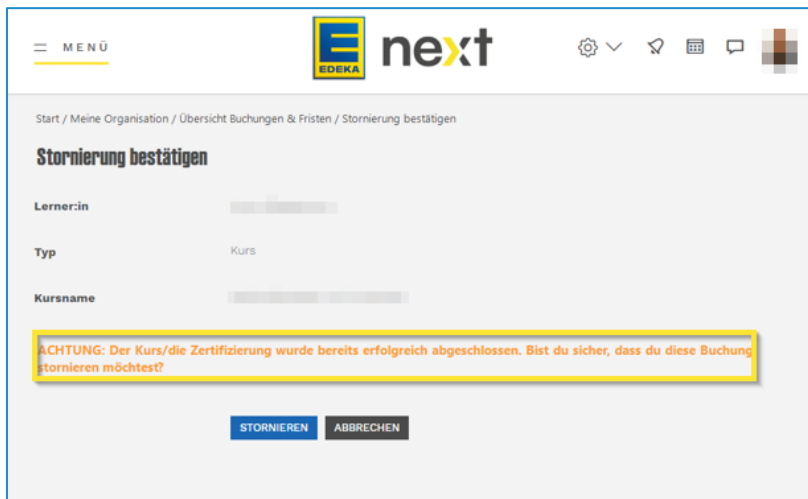 MENÜ
EDEKA
next
Start / Meine Organisation / Übersicht Buchungen & Fristen / Stornierung bestätigen
Stornierung bestätigen
Lerner:in
Typ Kurs
Kursname
ACHTUNG: Der Kurs/die Zertifizierung wurde bereits erfolgreich abgeschlossen. Bist du sicher, dass du diese Buchung
stornieren möchtest?
STORNIEREN ABBRECHEN